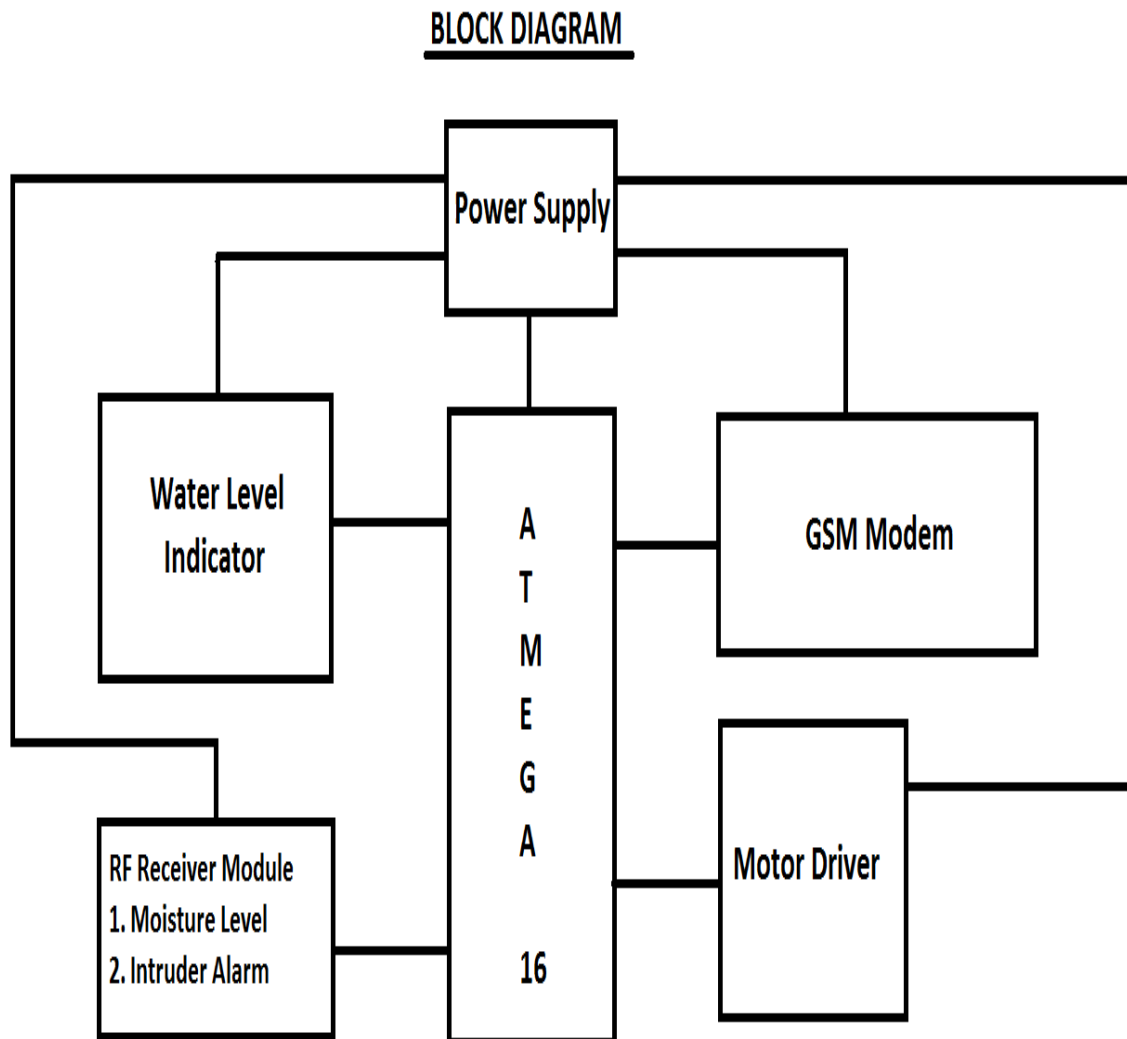 BLOCK DIAGRAM
Power Supply
Water Level
Indicator
A
T
M
E
G
A
16
GSM Modem
RF Receiver Module
1. Moisture Level
2. Intruder Alarm
Motor Driver